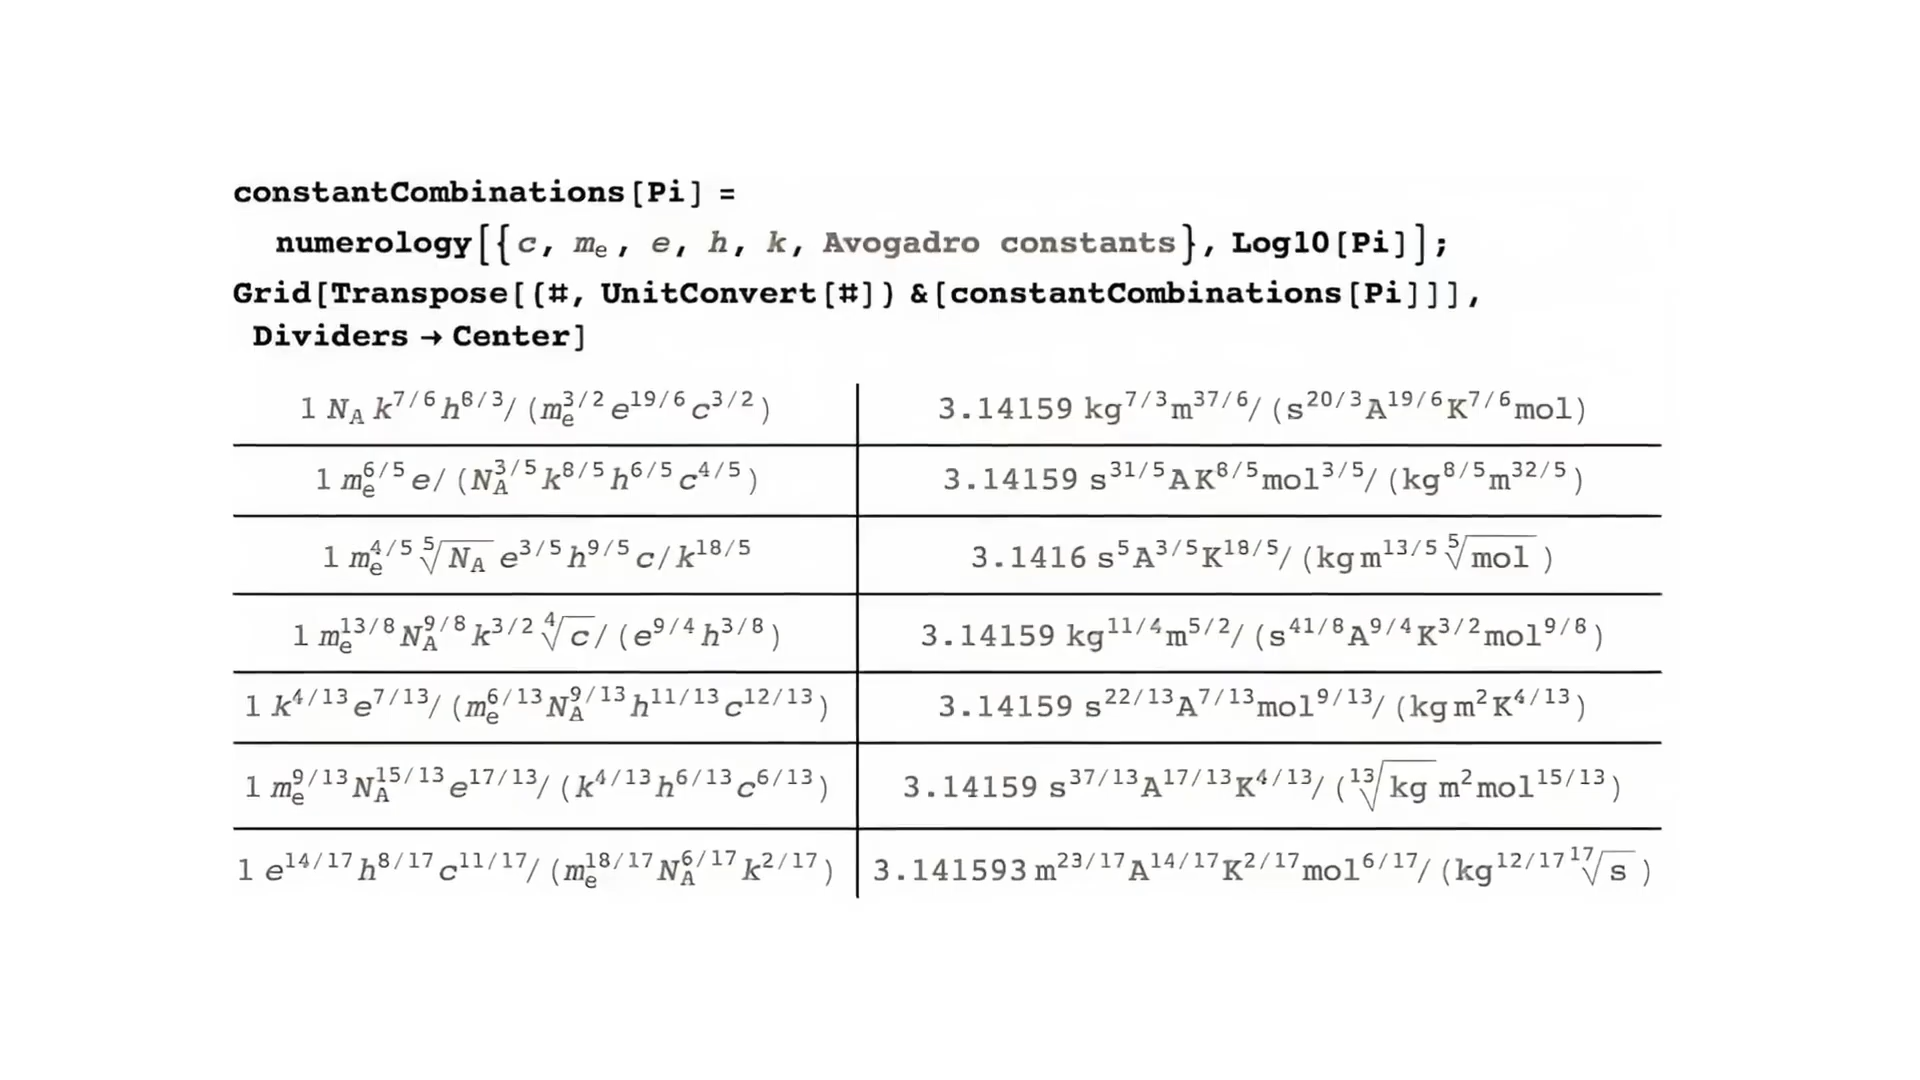 constantCombinations[Pi] =
numerology[{c, mₑ, e, h, k, Avogadro constants}, Log10[Pi]];
Grid[Transpose[(#, UnitConvert[#]) &[constantCombinations[Pi]]],
Dividers → Center]
1 N_A k^7/6 h^8/3 / (m_e^3/2 e^19/6 c^3/2) 3.14159 kg^7/3 m^37/6 / (s^20/3 A^19/6 K^7/6 mol)
1 m_e^6/5 e / (N_A^3/5 k^8/5 h^6/5 c^4/5) 3.14159 s^31/5 A K^8/5 mol^3/5 / (kg^8/5 m^32/5)
1 m_e^4/5 ⁵√N_A e^3/5 h^9/5 c / k^18/5 3.1416 s^5 A^3/5 K^18/5 / (kg m^13/5 ⁵√mol)
1 m_e^13/8 N_A^9/8 k^3/2 ⁴√c / (e^9/4 h^3/8) 3.14159 kg^11/4 m^5/2 / (s^41/8 A^9/4 K^3/2 mol^9/8)
1 k^4/13 e^7/13 / (m_e^6/13 N_A^9/13 h^11/13 c^12/13) 3.14159 s^22/13 A^7/13 mol^9/13 / (kg m^2 K^4/13)
1 m_e^9/13 N_A^15/13 e^17/13 / (k^4/13 h^6/13 c^6/13) 3.14159 s^37/13 A^17/13 K^4/13 / (¹³√kg m^2 mol^15/13)
1 e^14/17 h^8/17 c^11/17 / (m_e^18/17 N_A^6/17 k^2/17) 3.141593 m^23/17 A^14/17 K^2/17 mol^6/17 / (kg^12/17 ¹⁷√s)